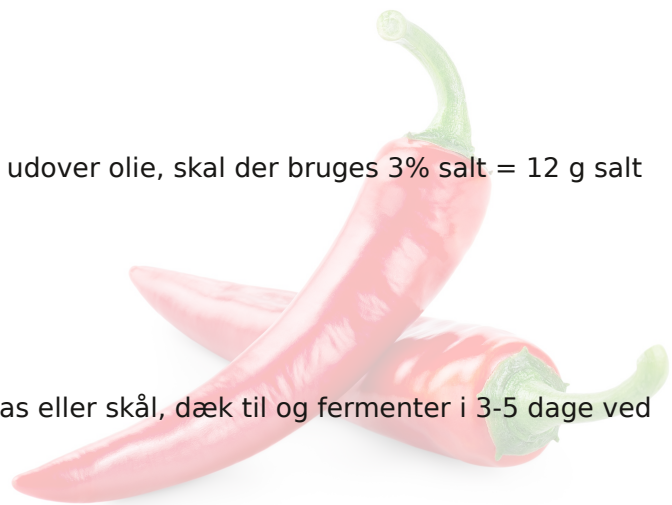 udover olie, skal der bruges 3% salt = 12 g salt
as eller skål, dæk til og fermenter i 3-5 dage ved